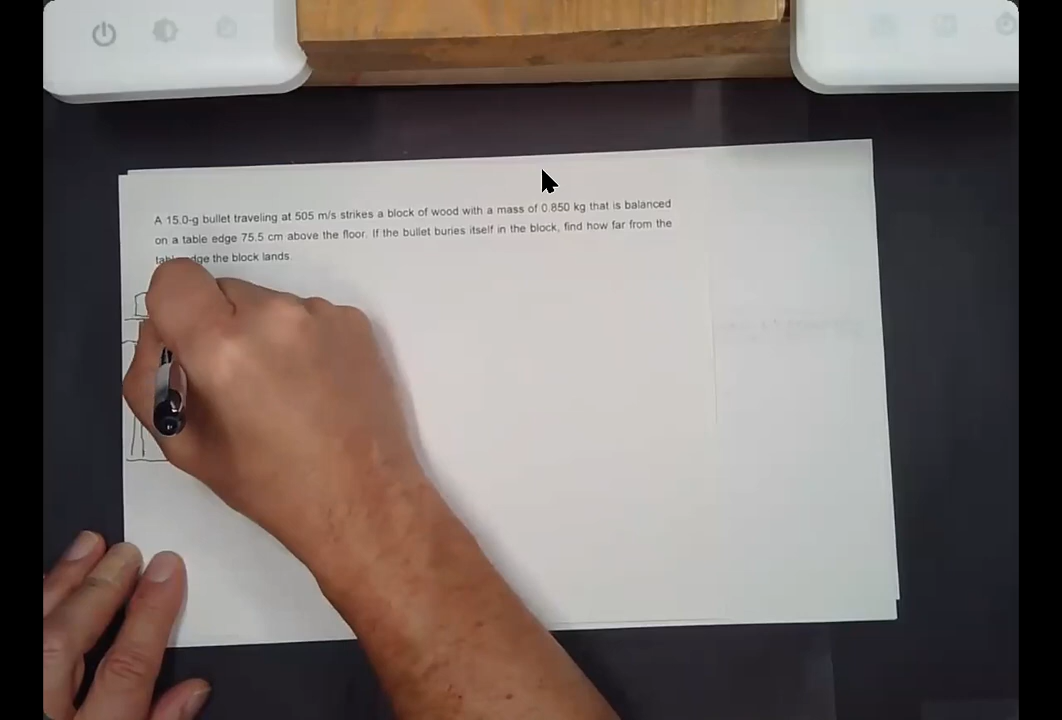 A 15.0-g bullet traveling at 505 m/s strikes a block of wood with a mass of 0.850 kg that is balanced
on a table edge 75.5 cm above the floor. If the bullet buries itself in the block, find how far from the
the block lands.